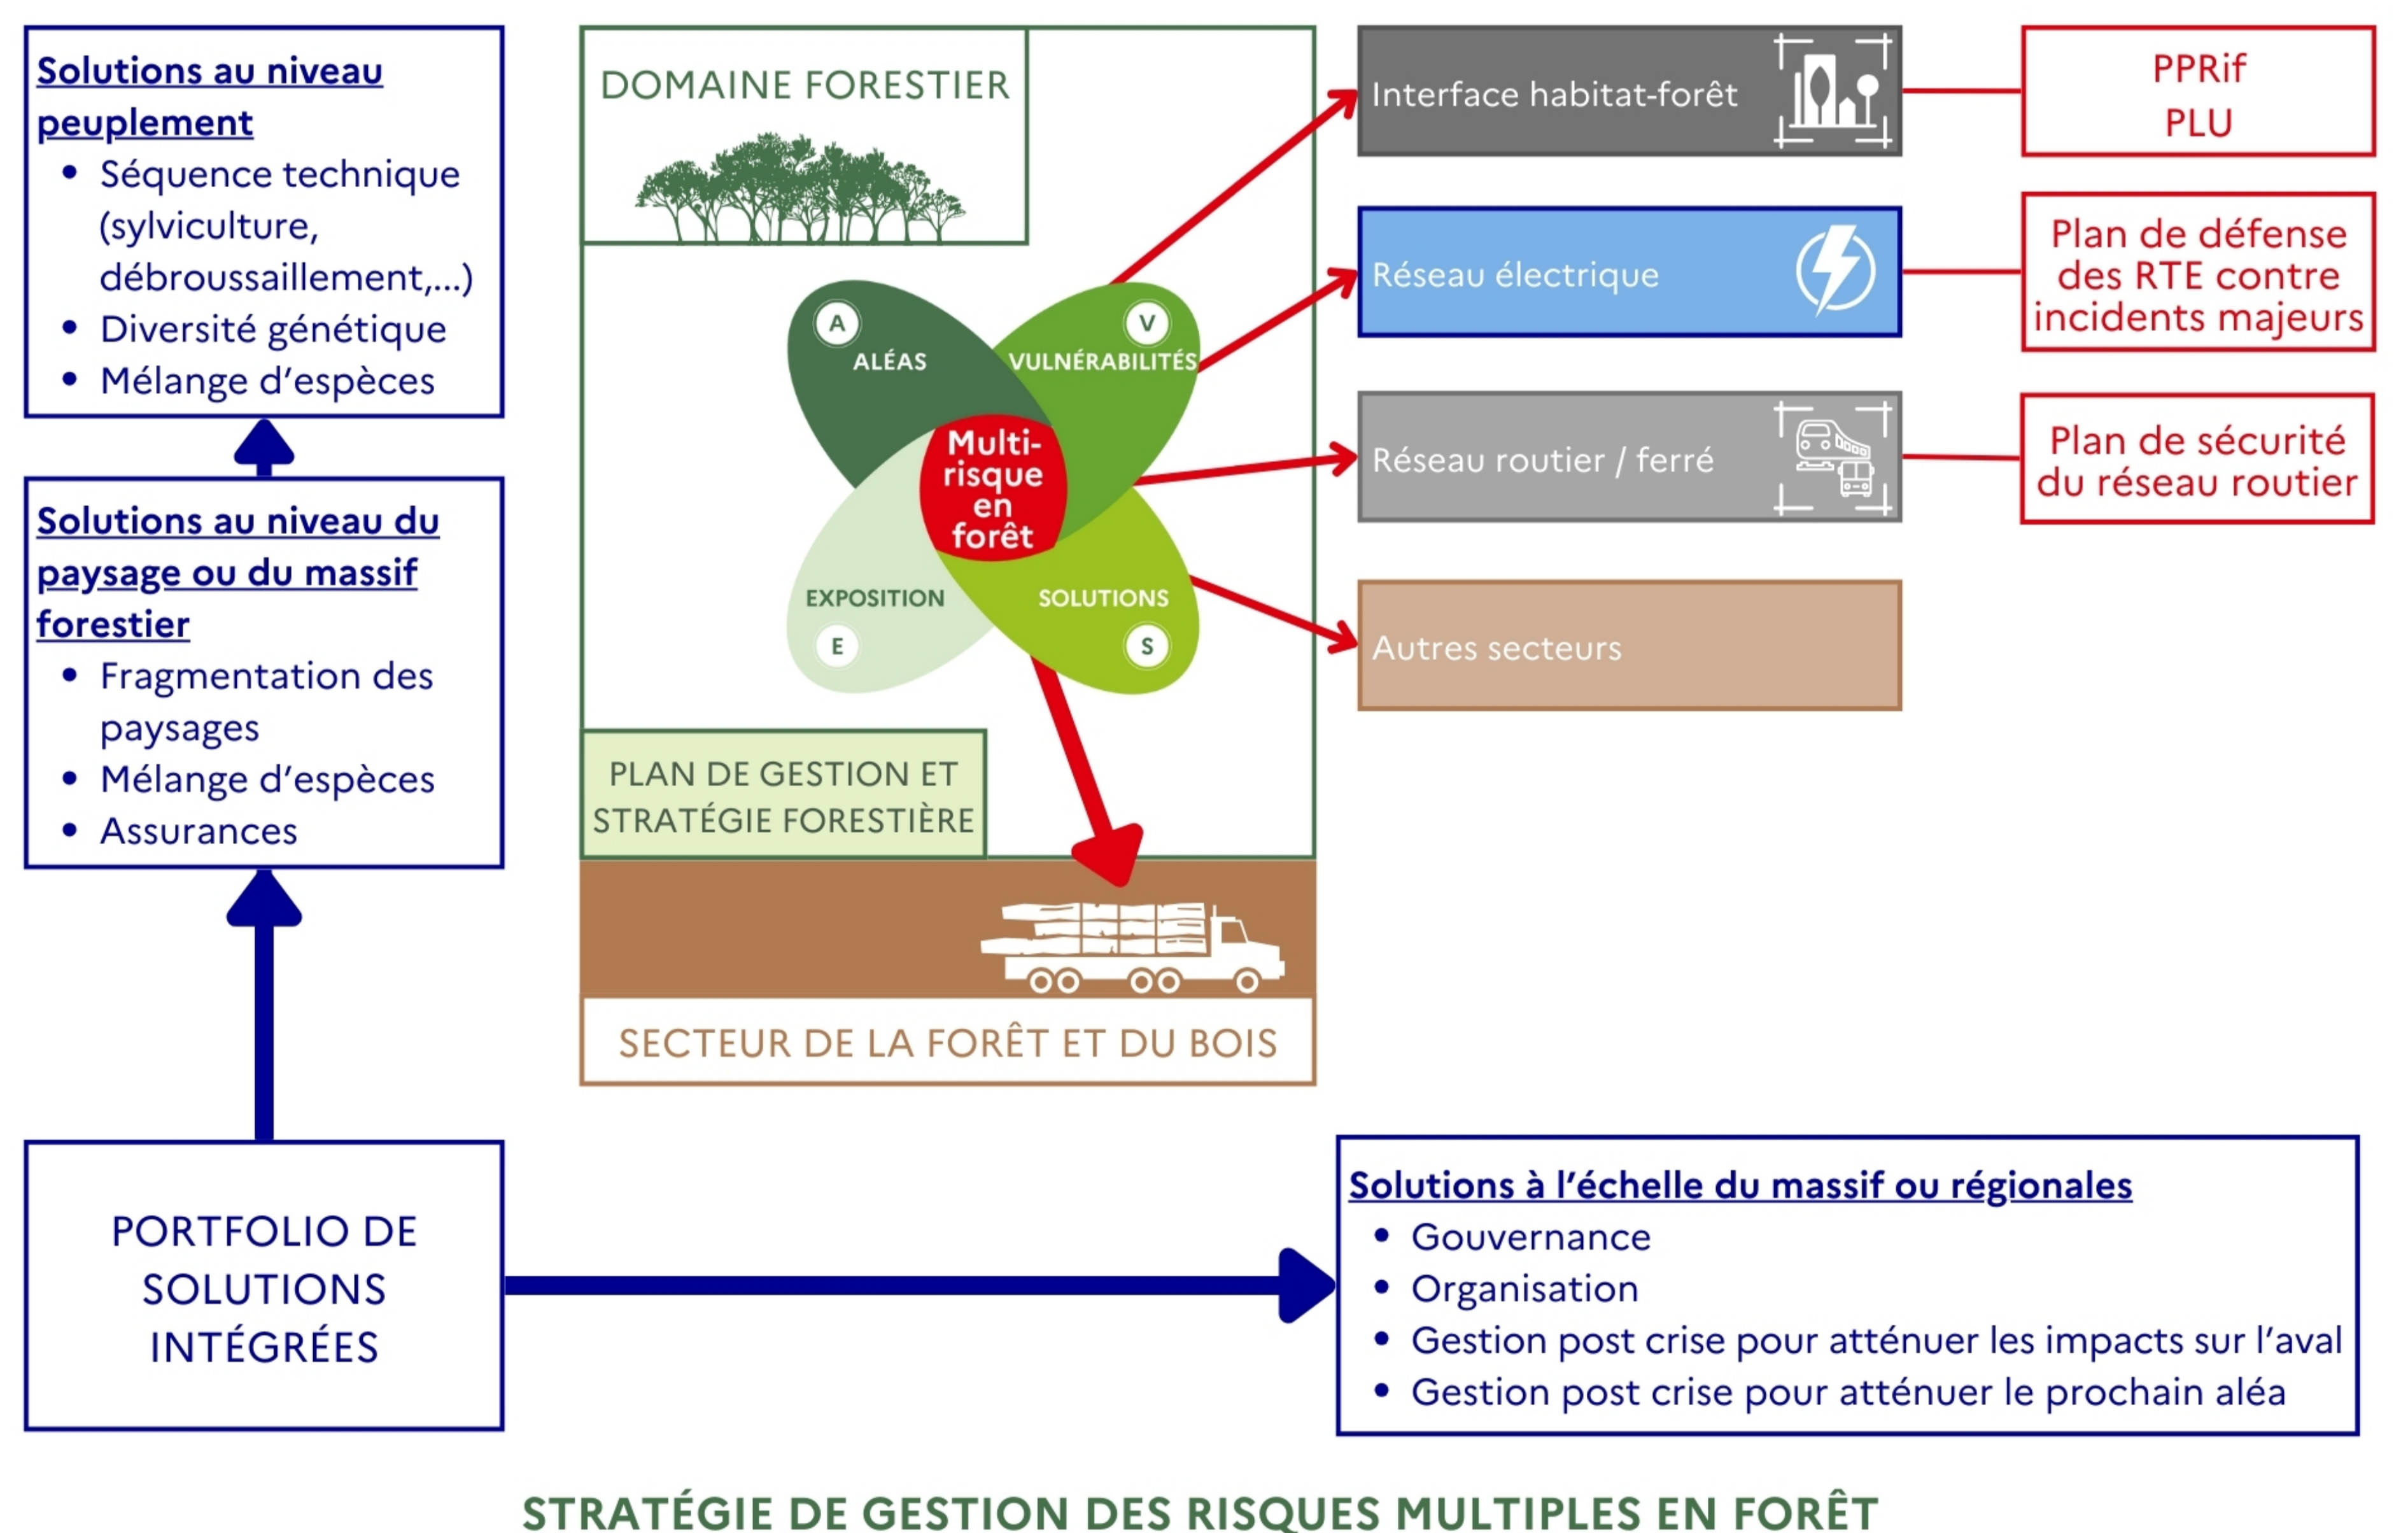 Solutions au niveau
peuplement
• Séquence technique
(sylviculture,
débroussaillement,...)
• Diversité génétique
• Mélange d'espèces
Solutions au niveau du
paysage ou du massif
forestier
• Fragmentation des
paysages
• Mélange d'espèces
• Assurances
PORTFOLIO DE
SOLUTIONS
INTÉGRÉES
DOMAINE FORESTIER
A
ALÉAS
V
VULNÉRABILITÉS
Multi-
risque
en
forêt
EXPOSITION
E
SOLUTIONS
S
PLAN DE GESTION ET
STRATÉGIE FORESTIÈRE
SECTEUR DE LA FORÊT ET DU BOIS
Interface habitat-forêt
PPRif
PLU
Réseau électrique
Plan de défense
des RTE contre
incidents majeurs
Réseau routier / ferré
Plan de sécurité
du réseau routier
Autres secteurs
Solutions à l'échelle du massif ou régionales
• Gouvernance
• Organisation
• Gestion post crise pour atténuer les impacts sur l'aval
• Gestion post crise pour atténuer le prochain aléa
STRATÉGIE DE GESTION DES RISQUES MULTIPLES EN FORÊT